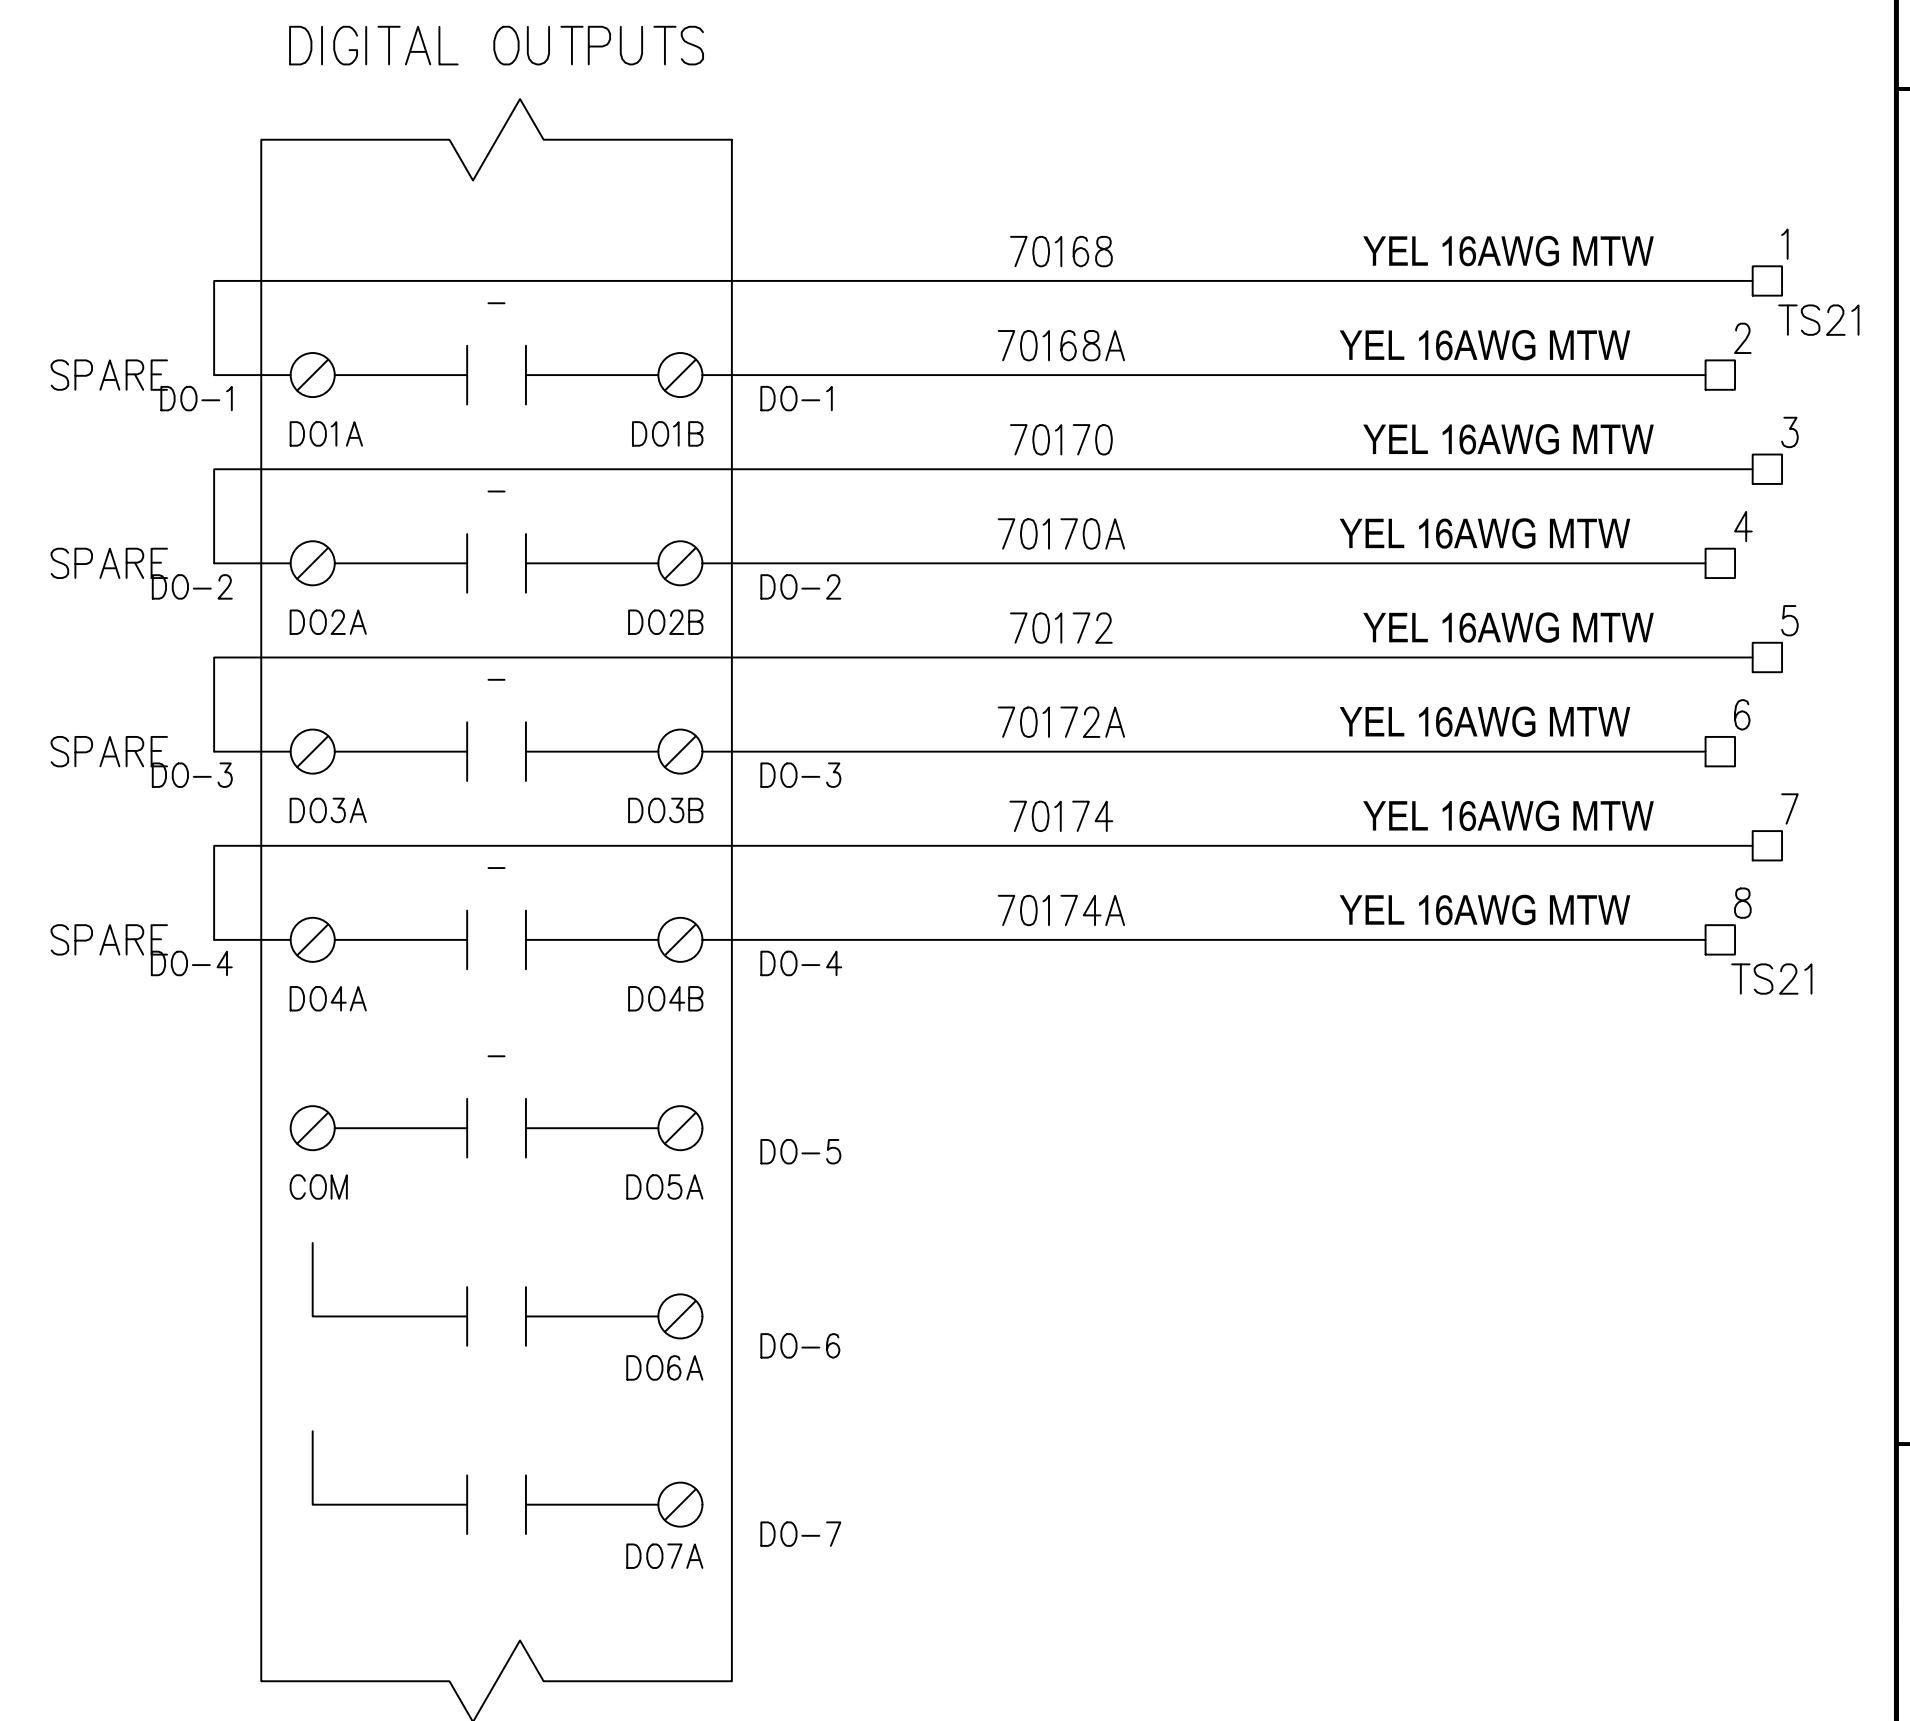 DIGITAL OUTPUTS
70168 YEL 16AWG MTW 1
–
TS21
SPARE DO-1 70168A YEL 16AWG MTW 2
DO-1
DO1A DO1B
70170 YEL 16AWG MTW 3
–
SPARE DO-2 70170A YEL 16AWG MTW 4
DO-2
DO2A DO2B
70172 YEL 16AWG MTW 5
–
SPARE DO-3 70172A YEL 16AWG MTW 6
DO-3
DO3A DO3B
70174 YEL 16AWG MTW 7
–
SPARE DO-4 70174A YEL 16AWG MTW 8
DO-4 TS21
DO4A DO4B
–
DO-5
COM DO5A
DO-6
DO6A
DO-7
DO7A